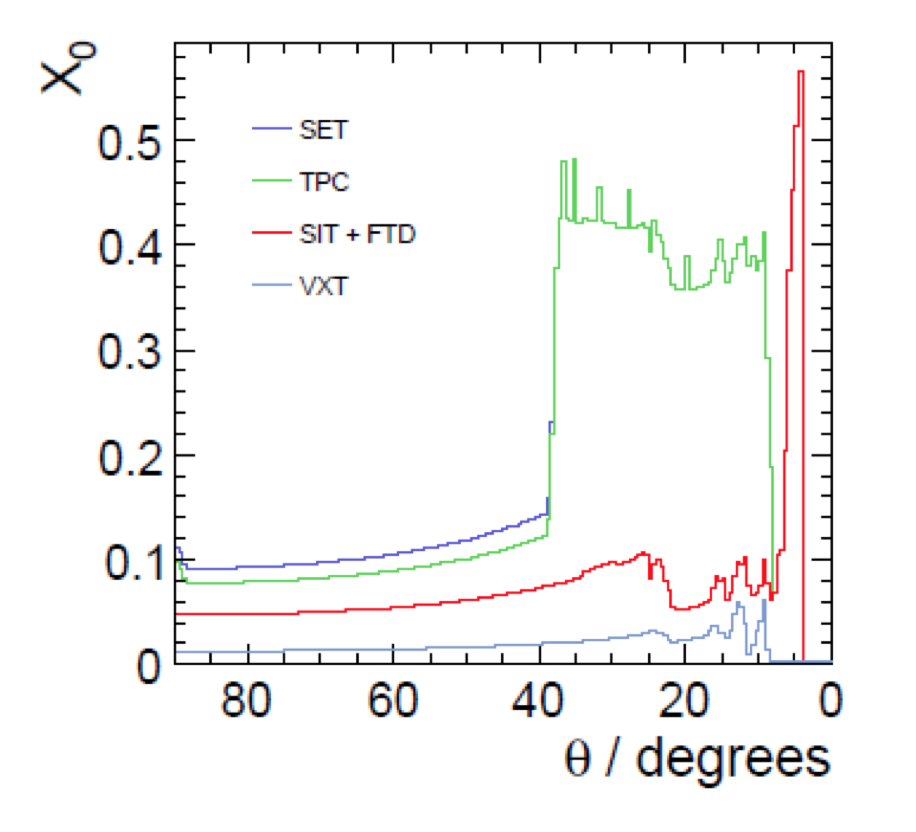 X0
0.5
0.4
0.3
0.2
0.1
0
SET
TPC
SIT + FTD
VXT
80 60 40 20 0
θ / degrees